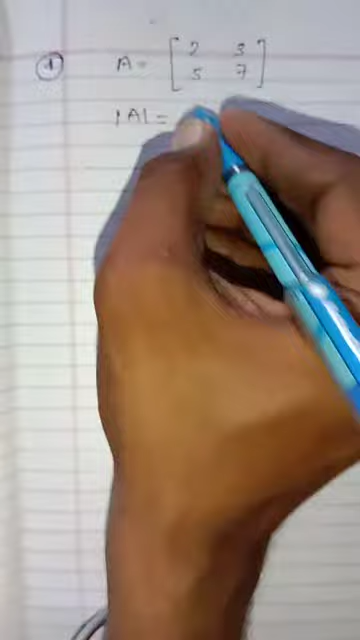 ① A = [ 2 3
5 7 ]
|A| =